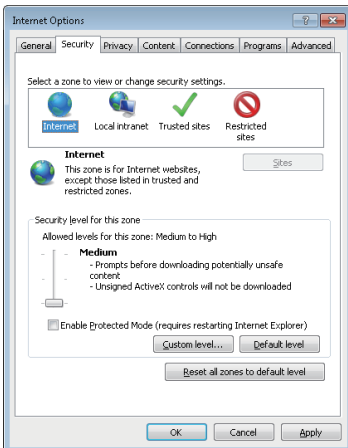 Internet Options
General Security Privacy Content Connections Programs Advanced
Select a zone to view or change security settings.
Internet Local intranet Trusted sites Restricted
sites
Internet
Sites
This zone is for Internet websites,
except those listed in trusted and
restricted zones.
Security level for this zone
Allowed levels for this zone: Medium to High
Medium
- Prompts before downloading potentially unsafe
content
- Unsigned ActiveX controls will not be downloaded
Enable Protected Mode (requires restarting Internet Explorer)
Custom level... Default level
Reset all zones to default level
OK Cancel Apply